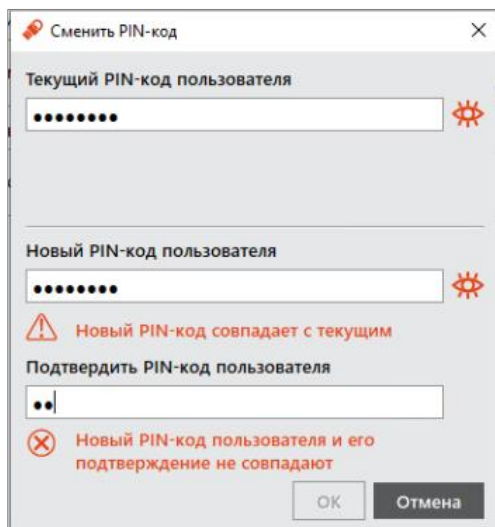 Сменить PIN-код
Текущий PIN-код пользователя
Новый PIN-код пользователя
Новый PIN-код совпадает с текущим
Подтвердить PIN-код пользователя
Новый PIN-код пользователя и его
подтверждение не совпадают
ОК
Отмена